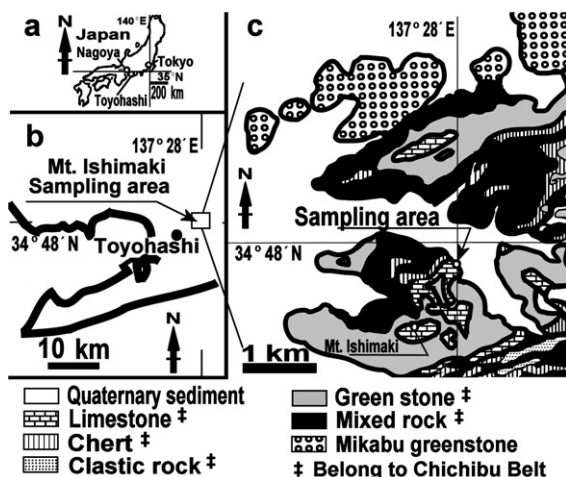 a
N
140°E
Japan
Nagoya
Tokyo
35°N
200 km
Toyohashi
b
137° 28´ E
Mt. Ishimaki
Sampling area
N
34° 48´ N
Toyohashi
10 km
N
c
137° 28´ E
N
Sampling area
34° 48´ N
1 km
Mt. Ishimaki
Quaternary sediment
Limestone ‡
Chert ‡
Clastic rock ‡
Green stone ‡
Mixed rock ‡
Mikabu greenstone
‡ Belong to Chichibu Belt